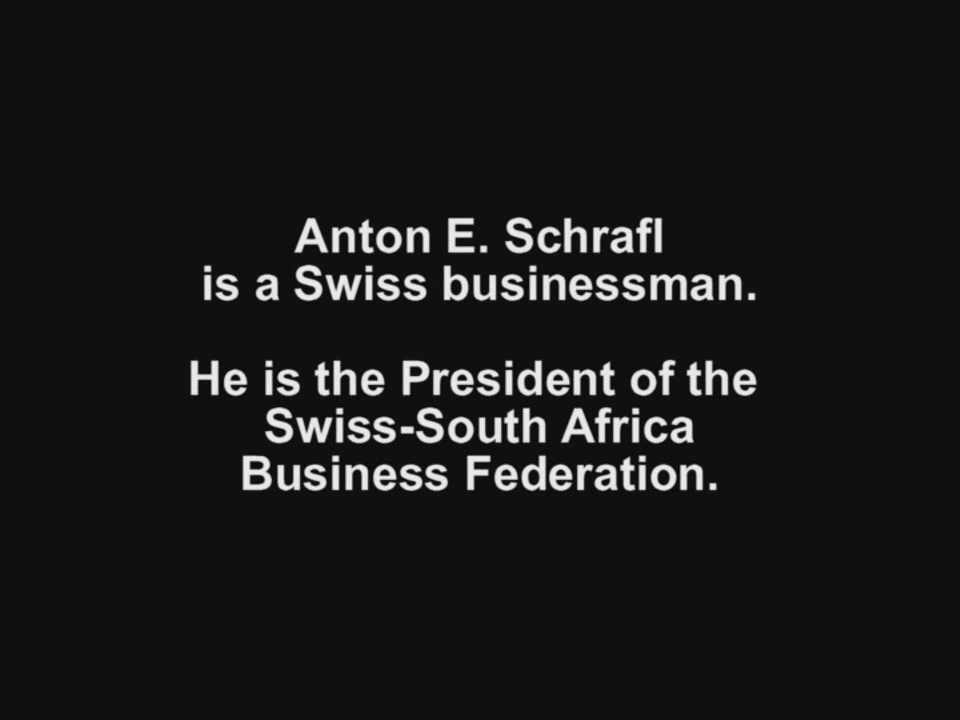 Anton E. Schrafl
is a Swiss businessman.
He is the President of the
Swiss-South Africa
Business Federation.